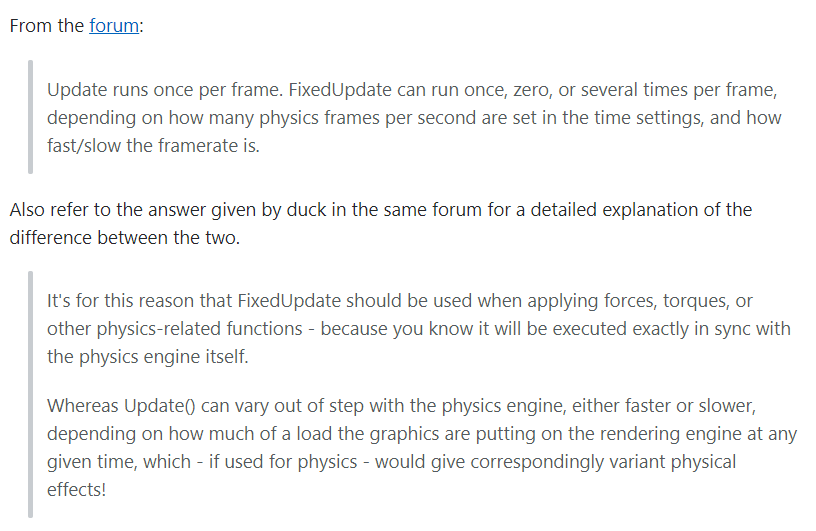 From the forum:
Update runs once per frame. FixedUpdate can run once, zero, or several times per frame,
depending on how many physics frames per second are set in the time settings, and how
fast/slow the framerate is.
Also refer to the answer given by duck in the same forum for a detailed explanation of the
difference between the two.
It's for this reason that FixedUpdate should be used when applying forces, torques, or
other physics-related functions - because you know it will be executed exactly in sync with
the physics engine itself.
Whereas Update() can vary out of step with the physics engine, either faster or slower,
depending on how much of a load the graphics are putting on the rendering engine at any
given time, which - if used for physics - would give correspondingly variant physical
effects!